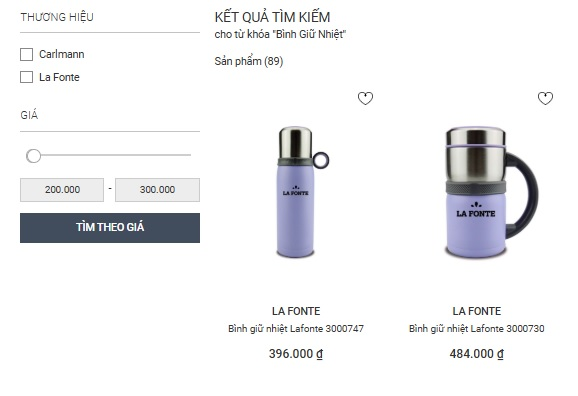 THƯƠNG HIỆU
Carlmann
La Fonte
GIÁ
200.000 - 300.000
TÌM THEO GIÁ
KẾT QUẢ TÌM KIẾM
cho từ khóa "Bình Giữ Nhiệt"
Sản phẩm (89)
LA FONTE
LA FONTE
LA FONTE
Bình giữ nhiệt Lafonte 3000747
396.000 ₫
LA FONTE
Bình giữ nhiệt Lafonte 3000730
484.000 ₫